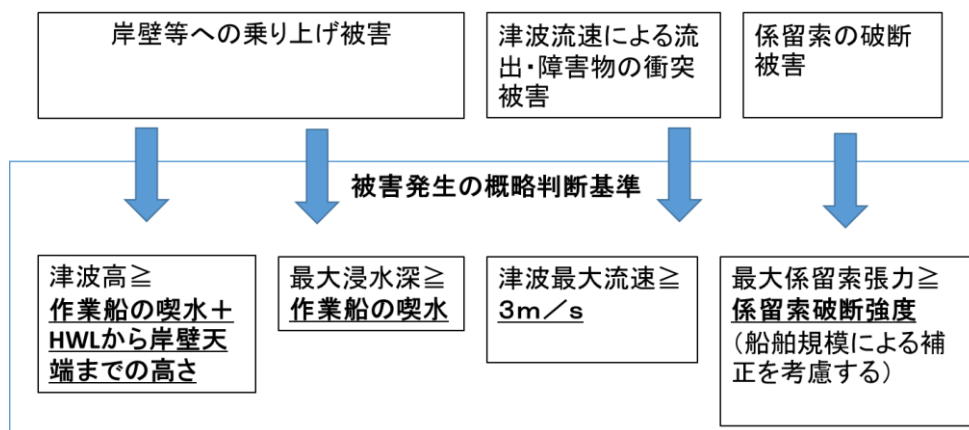 岸壁等への乗り上げ被害
津波流速による流
出・障害物の衝突
被害
係留索の破断
被害
被害発生の概略判断基準
津波高≧
作業船の喫水＋
HWLから岸壁天
端までの高さ
最大浸水深≧
作業船の喫水
津波最大流速≧
3ｍ／ｓ
最大係留索張力≧
係留索破断強度
（船舶規模による補
正を考慮する）